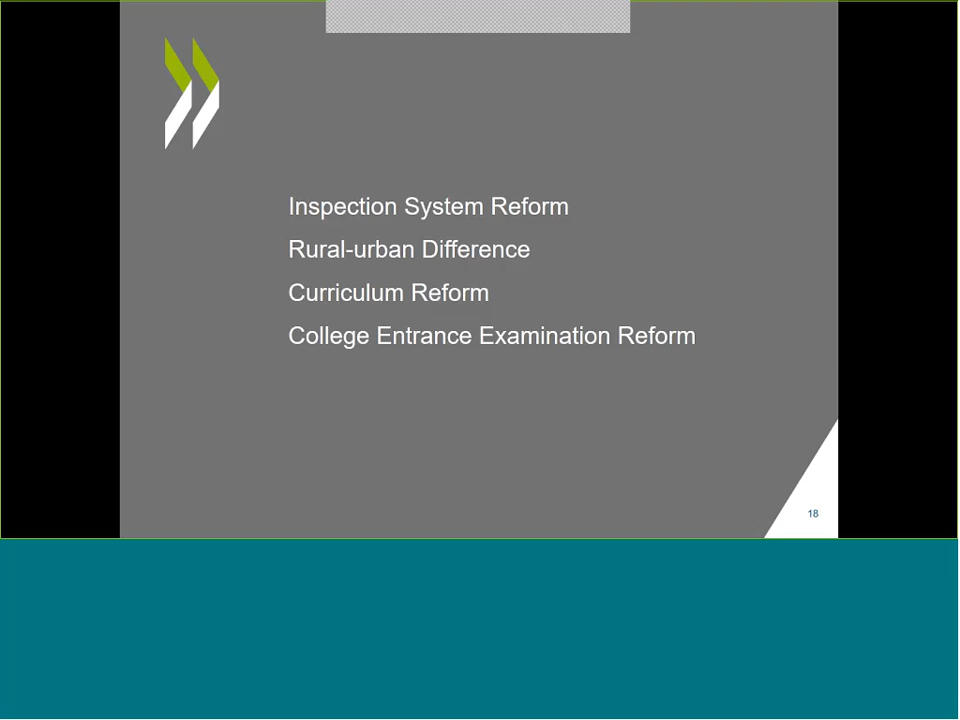 Inspection System Reform
Rural-urban Difference
Curriculum Reform
College Entrance Examination Reform
18